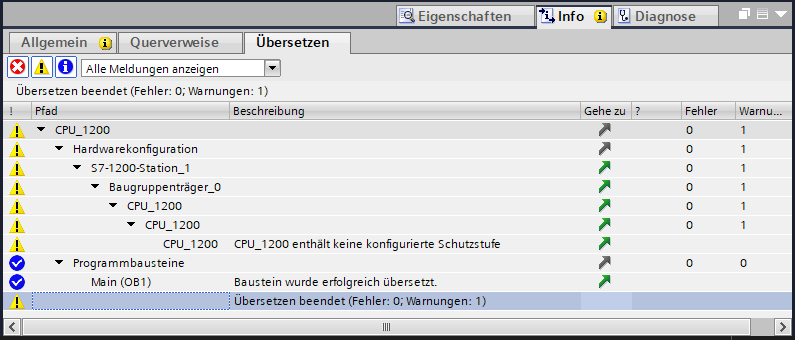 Eigenschaften Info Diagnose
Allgemein Querverweise Übersetzen
Alle Meldungen anzeigen
Übersetzen beendet (Fehler: 0; Warnungen: 1)
! Pfad Beschreibung Gehe zu ? Fehler Warnu...
CPU_1200 0 1
Hardwarekonfiguration 0 1
S7-1200-Station_1 0 1
Baugruppenträger_0 0 1
CPU_1200 0 1
CPU_1200 0 1
CPU_1200 CPU_1200 enthält keine konfigurierte Schutzstufe
Programmbausteine 0 0
Main (OB1) Baustein wurde erfolgreich übersetzt.
Übersetzen beendet (Fehler: 0; Warnungen: 1)